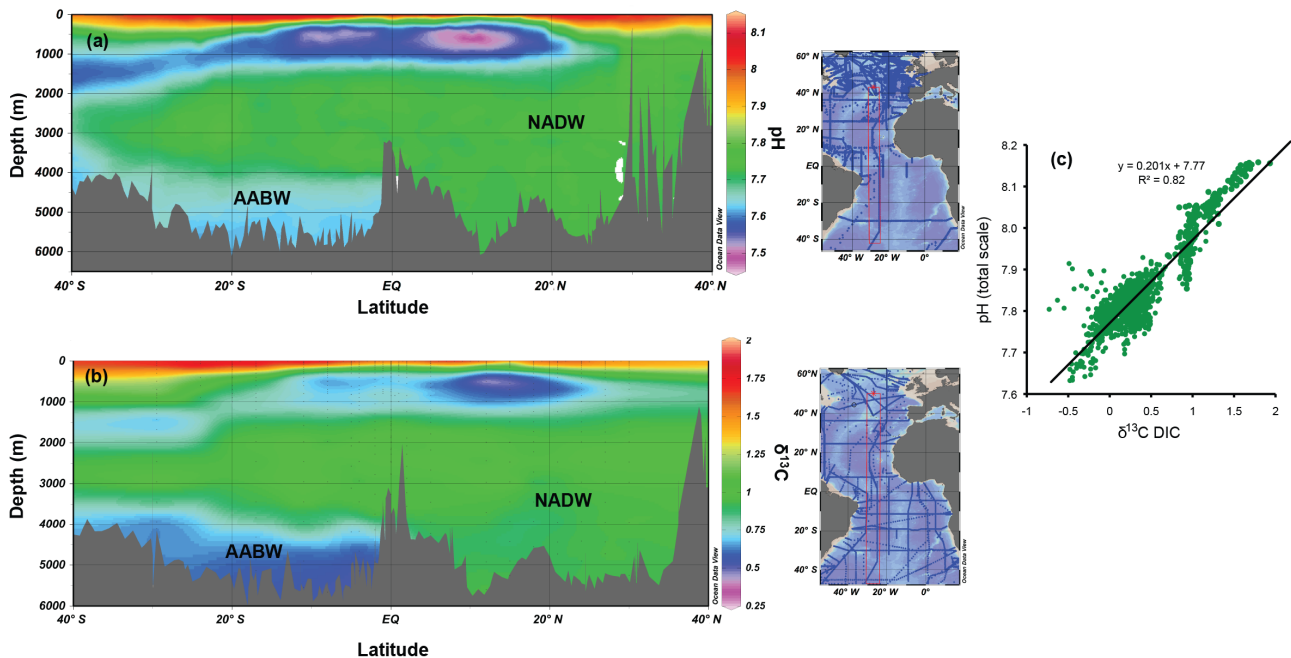 (a)
Depth (m)
0
1000
2000
3000
4000
5000
6000
NADW
AABW
Ocean Data View
40° S
20° S
EQ
20° N
40° N
Latitude
8.1
8
7.9
7.8
7.7
7.6
7.5
pH
60° N
40° N
20° N
EQ
20° S
40° S
40° W
20° W
0°
Ocean Data View
(b)
Depth (m)
0
1000
2000
3000
4000
5000
6000
NADW
AABW
Ocean Data View
40° S
20° S
EQ
20° N
40° N
Latitude
2
1.75
1.5
1.25
1
0.75
0.5
0.25
δ13C
60° N
40° N
20° N
EQ
20° S
40° S
40° W
20° W
0°
Ocean Data View
(c)
y = 0.201x + 7.77
R² = 0.82
pH (total scale)
8.2
8.1
8.0
7.9
7.8
7.7
7.6
-1
-0.5
0
0.5
1
1.5
2
δ13C DIC